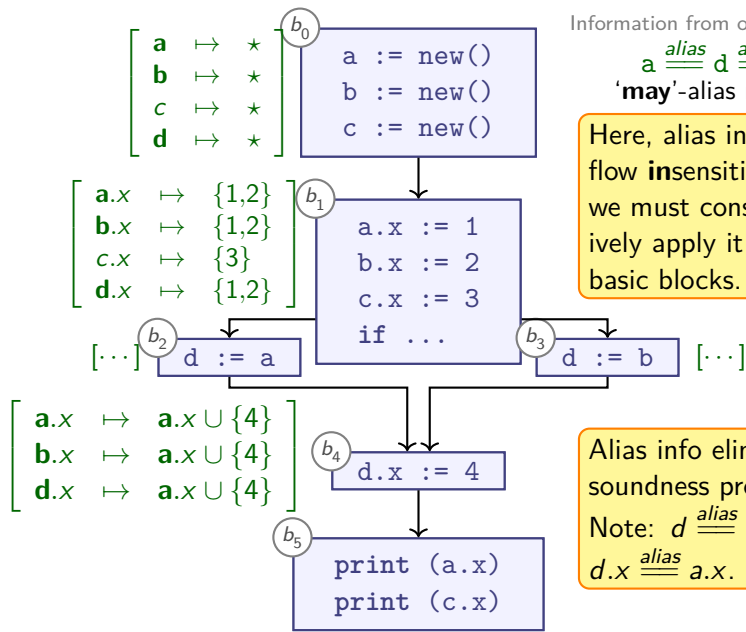 b0
a ↦ ⋆
b ↦ ⋆
c ↦ ⋆
d ↦ ⋆
a := new()
b := new()
c := new()
Information from o
a alias d a
‘may’-alias
Here, alias in
flow insensiti
we must cons
ively apply it
basic blocks.
a.x ↦ {1,2}
b.x ↦ {1,2}
c.x ↦ {3}
d.x ↦ {1,2}
b1
a.x := 1
b.x := 2
c.x := 3
if ...
[···]
b2
d := a
b3
d := b
[···]
a.x ↦ a.x ∪ {4}
b.x ↦ a.x ∪ {4}
d.x ↦ a.x ∪ {4}
b4
d.x := 4
Alias info elin
soundness pro
Note: d alias
d.x alias a.x.
b5
print (a.x)
print (c.x)